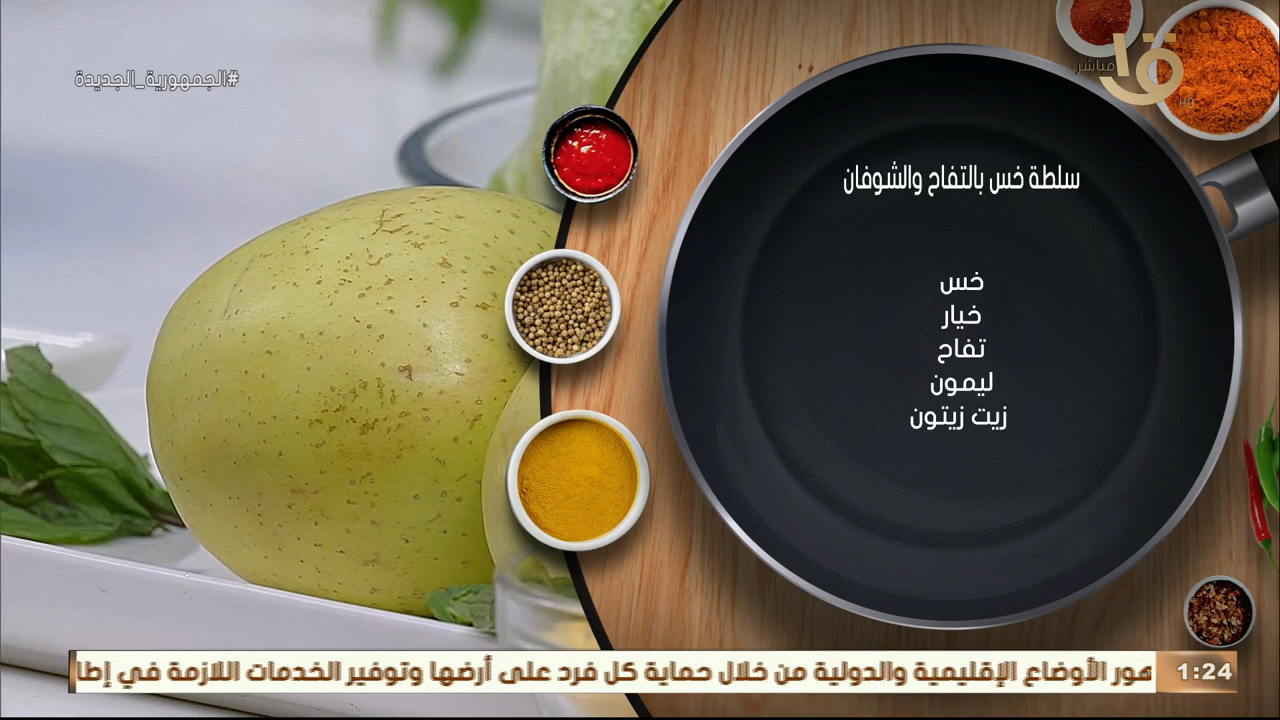 #الجمهورية_الجديدة
مباشر
HD
سلطة خس بالتفاح والشوفان
خس
خيار
تفاح
ليمون
زيت زيتون
هور الأوضاع الإقليمية والدولية من خلال حماية كل فرد على أرضها وتوفير الخدمات اللازمة في إطا
1:24